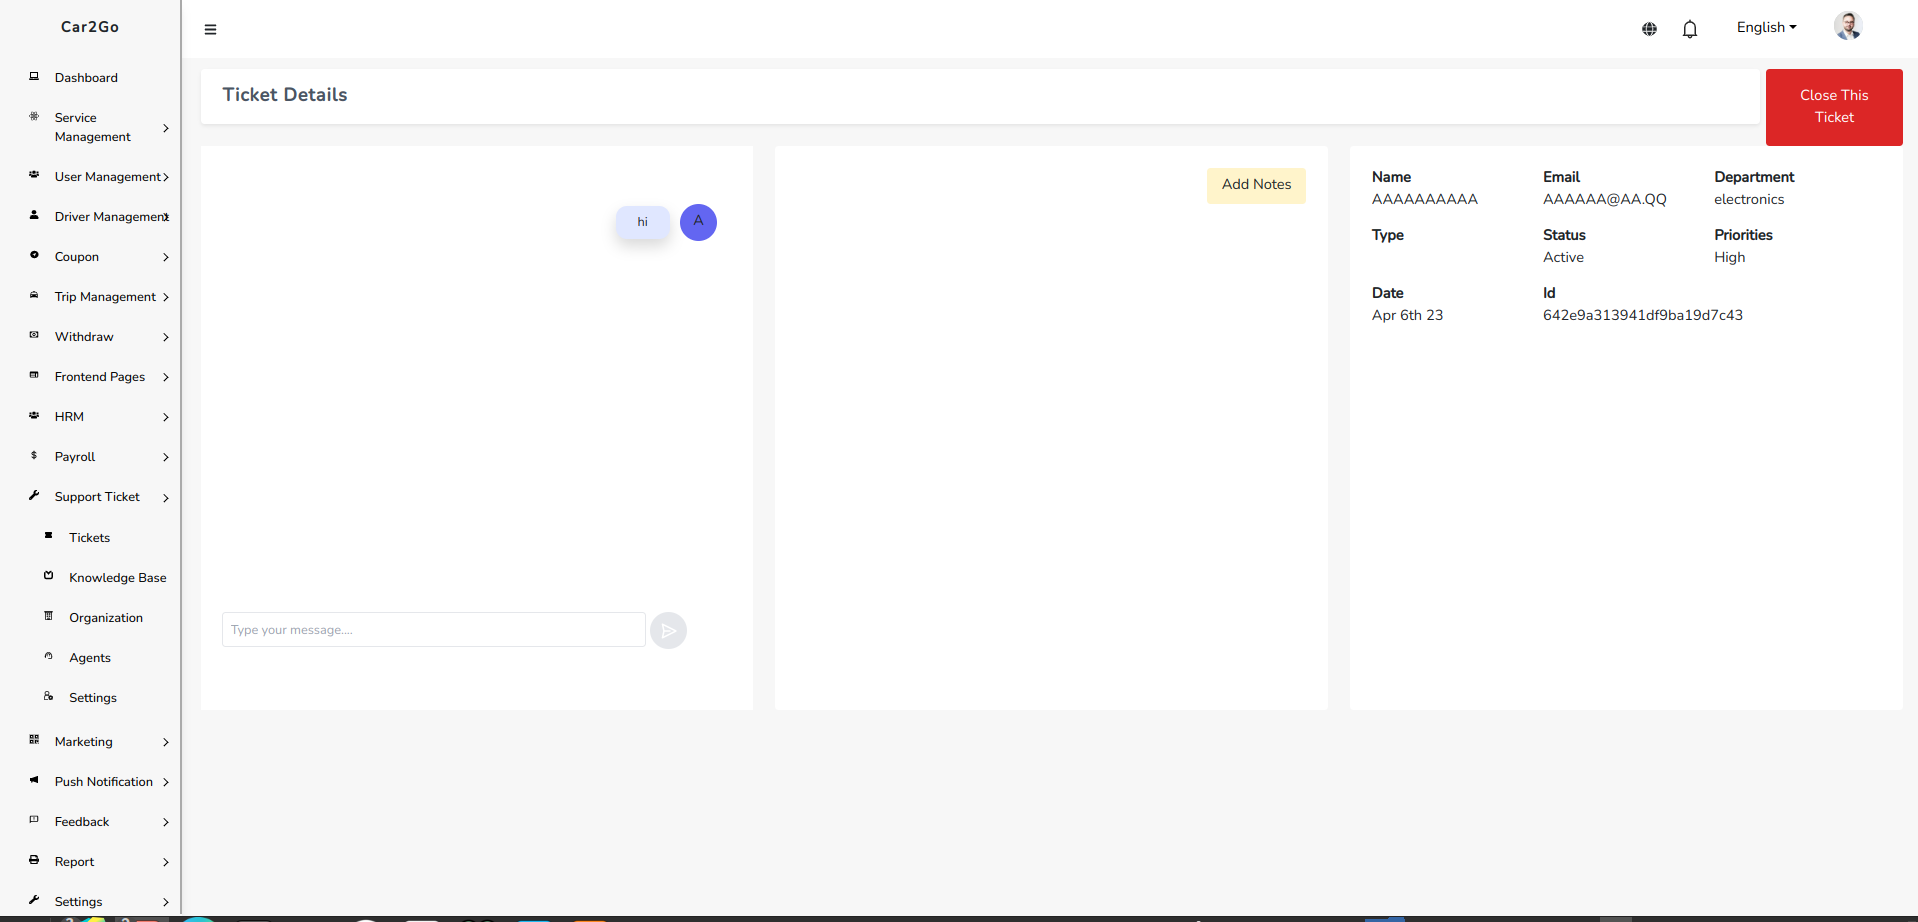 Car2Go
English
Dashboard
Service
Management
User Management
Driver Management
Coupon
Trip Management
Withdraw
Frontend Pages
HRM
Payroll
Support Ticket
Tickets
Knowledge Base
Organization
Agents
Settings
Marketing
Push Notification
Feedback
Report
Settings
Ticket Details
Close This
Ticket
hi
A
Type your message....
Add Notes
Name
AAAAAAAAAA
Email
AAAAAA@AA.QQ
Department
electronics
Type
Status
Active
Priorities
High
Date
Apr 6th 23
Id
642e9a313941df9ba19d7c43